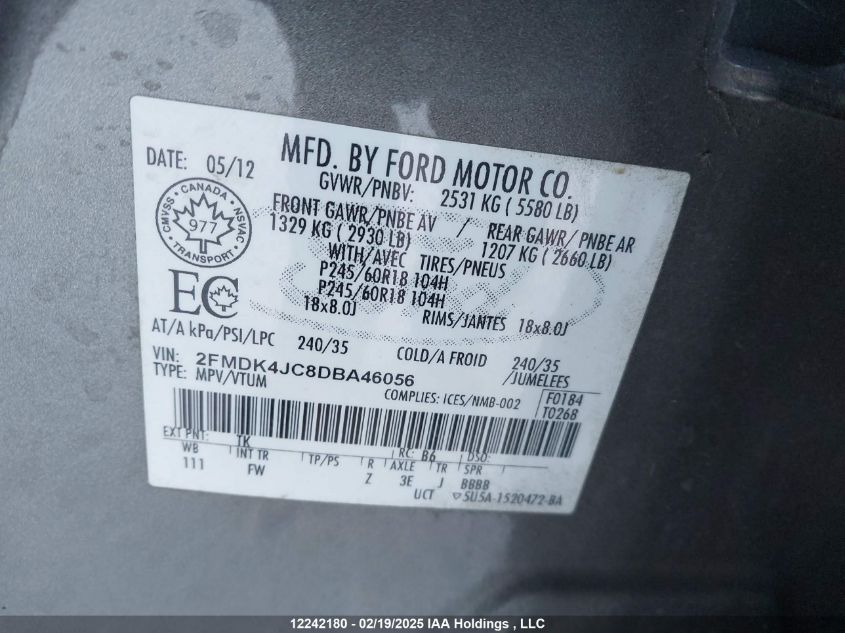 DATE: 05/12
MFD. BY FORD MOTOR CO.
GVWR/PNBV: 2531 KG ( 5580 LB)
CMVSS · CANADA · NSVAC
977
TRANSPORT
FRONT GAWR/PNBE AV / REAR GAWR/ PNBE AR
1329 KG ( 2930 LB) 1207 KG ( 2660 LB)
WITH/AVEC TIRES/PNEUS
P245/60R18 104H
P245/60R18 104H
18x8.0J RIMS/JANTES 18x8.0J
EC
AT/A kPa/PSI/LPC 240/35 COLD/A FROID 240/35
VIN: 2FMDK4JC8DBA46056 /JUMELEES
TYPE: MPV/VTUM
COMPLIES: ICES/NMB-002 F0184
T0268
EXT PNT: TK RC: B6 DSO:
WB INT TR TP/PS R AXLE TR SPR
111 FW Z 3E J BBBB
UCT ▽5U5A-1520472-BA
12242180 - 02/19/2025 IAA Holdings , LLC